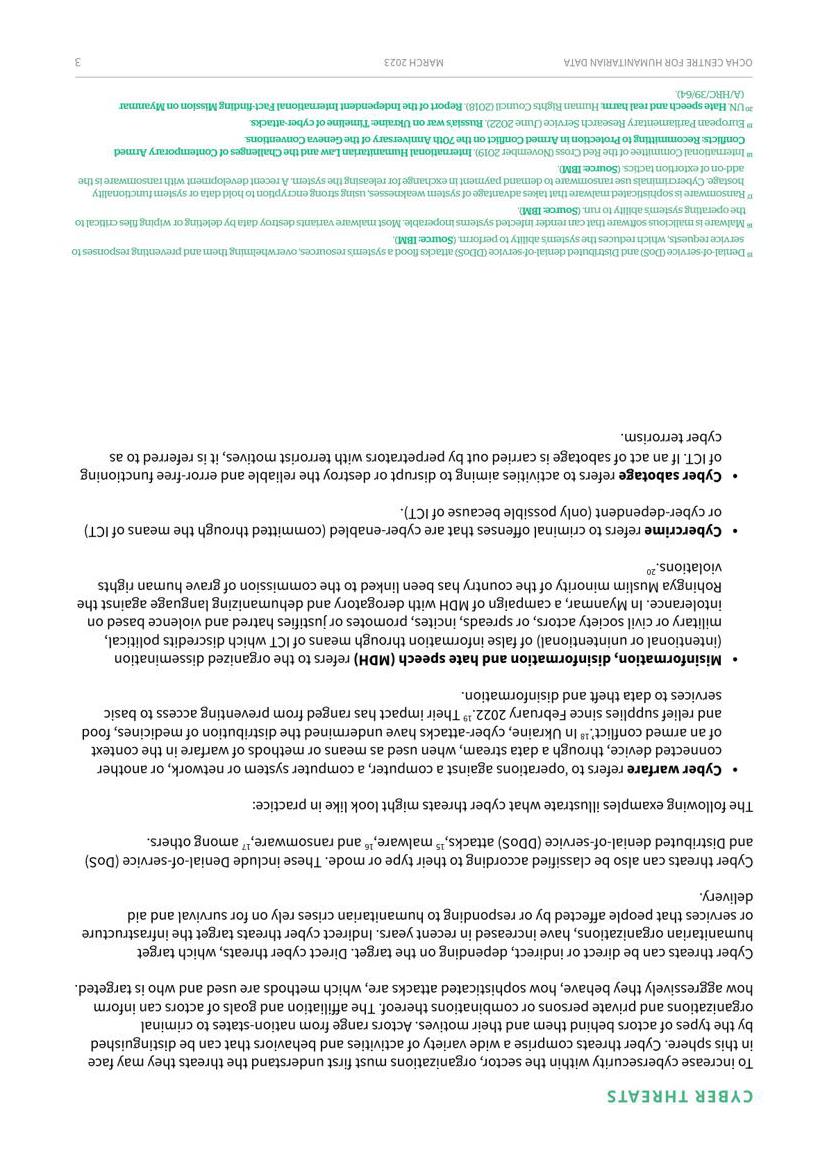 CYBER THREATS
To increase cybersecurity within the sector, organizations must first understand the threats they may face
in this sphere. Cyber threats comprise a wide variety of activities and behaviors that can be distinguished
by the types of actors behind them and their motives. Actors range from nation-states to criminal
organizations and private persons or combinations thereof. The affiliation and goals of actors can inform
how aggressively they behave, how sophisticated attacks are, which methods are used and who is targeted.
Cyber threats can be direct or indirect, depending on the target. Direct cyber threats, which target
humanitarian organizations, have increased in recent years. Indirect cyber threats target the infrastructure
or services that people affected by or responding to humanitarian crises rely on for survival and aid
delivery.
Cyber threats can also be classified according to their type or mode. These include Denial-of-service (DoS)
and Distributed denial-of-service (DDoS) attacks,15 malware,16 and ransomware,17 among others.
The following examples illustrate what cyber threats might look like in practice:
• Cyber warfare refers to ‘operations against a computer, a computer system or network, or another
connected device, through a data stream, when used as means or methods of warfare in the context
of an armed conflict’.18 In Ukraine, cyber-attacks have undermined the distribution of medicines, food
and relief supplies since February 2022.19 Their impact has ranged from preventing access to basic
services to data theft and disinformation.
• Misinformation, disinformation and hate speech (MDH) refers to the organized dissemination
(intentional or unintentional) of false information through means of ICT which discredits political,
military or civil society actors, or spreads, incites, promotes or justifies hatred and violence based on
intolerance. In Myanmar, a campaign of MDH with derogatory and dehumanizing language against the
Rohingya Muslim minority of the country has been linked to the commission of grave human rights
violations.20
• Cybercrime refers to criminal offenses that are cyber-enabled (committed through the means of ICT)
or cyber-dependent (only possible because of ICT).
• Cyber sabotage refers to activities aiming to disrupt or destroy the reliable and error-free functioning
of ICT. If an act of sabotage is carried out by perpetrators with terrorist motives, it is referred to as
cyber terrorism.
15 Denial-of-service (DoS) and Distributed denial-of-service (DDoS) attacks flood a system's resources, overwhelming them and preventing responses to
service requests, which reduces the system's ability to perform. (Source: IBM).
16 Malware is malicious software that can render infected systems inoperable. Most malware variants destroy data by deleting or wiping files critical to
the operating system's ability to run. (Source: IBM).
17 Ransomware is sophisticated malware that takes advantage of system weaknesses, using strong encryption to hold data or system functionality
hostage. Cybercriminals use ransomware to demand payment in exchange for releasing the system. A recent development with ransomware is the
add-on of extortion tactics. (Source: IBM).
18 International Committee of the Red Cross (November 2019). International Humanitarian Law and the Challenges of Contemporary Armed
Conflicts: Recommitting to Protection in Armed Conflict on the 70th Anniversary of the Geneva Conventions.
19 European Parliamentary Research Service (June 2022). Russia's war on Ukraine: Timeline of cyber-attacks.
20 UN. Hate speech and real harm. Human Rights Council (2018). Report of the Independent International Fact-finding Mission on Myanmar
(A/HRC/39/64).
OCHA CENTRE FOR HUMANITARIAN DATA MARCH 2023 3